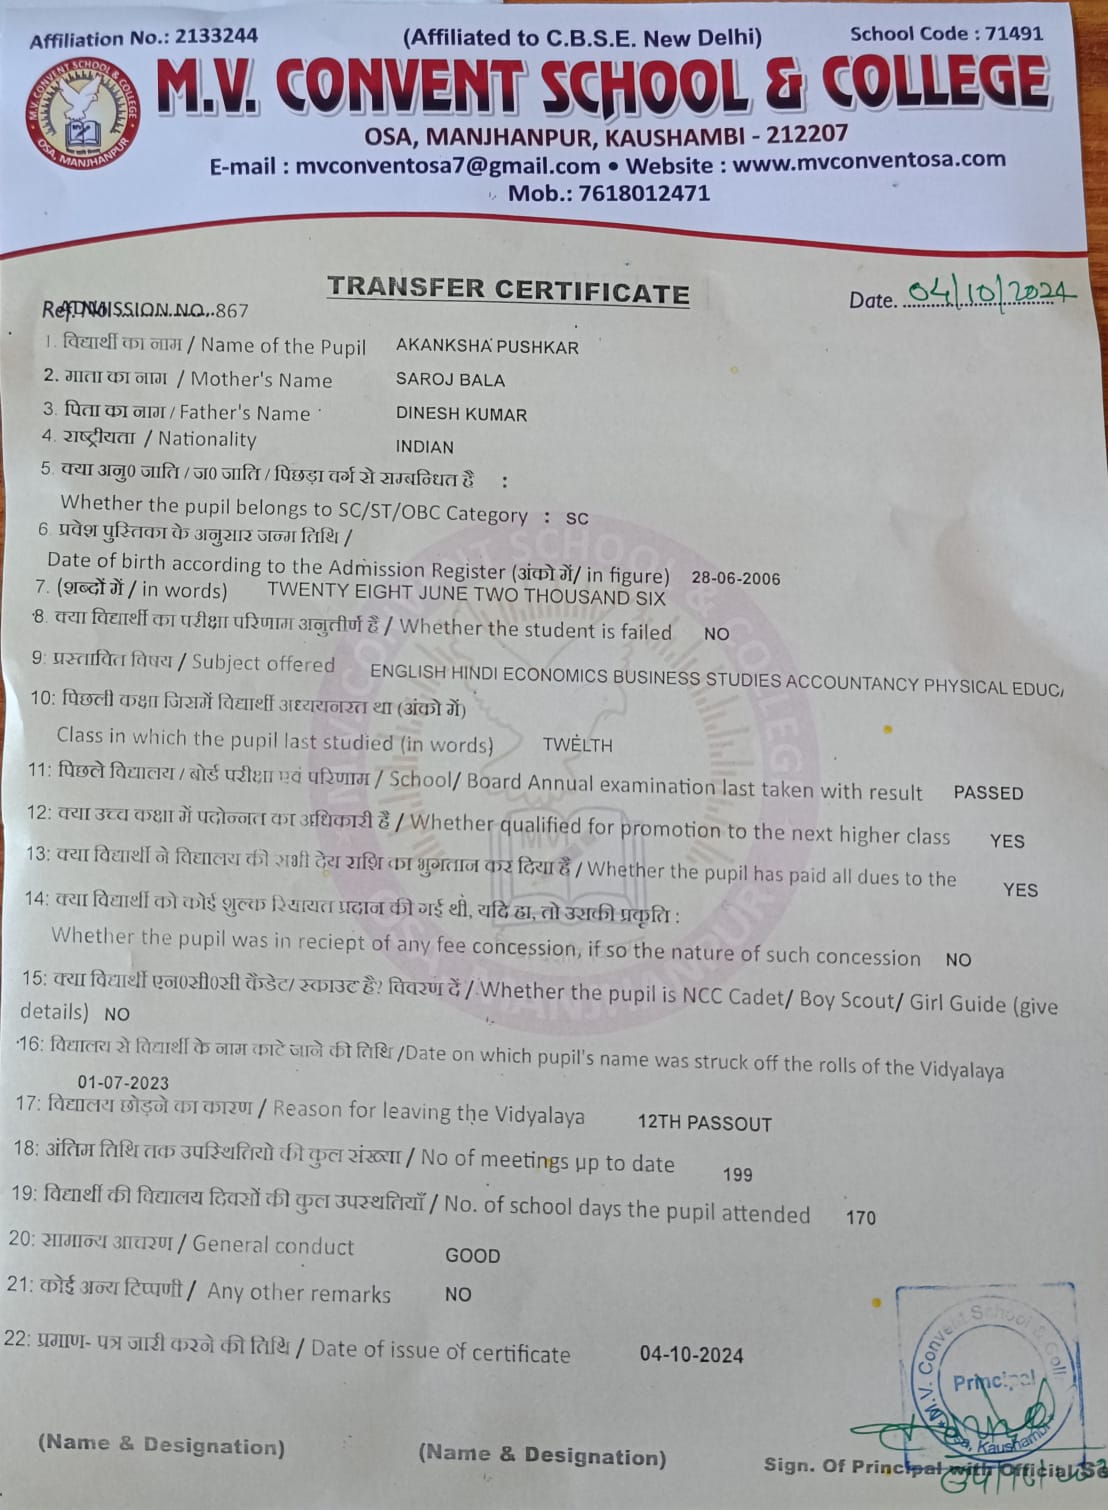 Affiliation No.: 2133244 (Affiliated to C.B.S.E. New Delhi) School Code : 71491
M.V. CONVENT SCHOOL & COLLEGE
OSA, MANJHANPUR, KAUSHAMBI - 212207
E-mail : mvconventosa7@gmail.com • Website : www.mvconventosa.com
Mob.: 7618012471
TRANSFER CERTIFICATE
Date. 04/10/2024
ADMISSION.NO..867
1. विद्यार्थी का नाम / Name of the Pupil AKANKSHA PUSHKAR
2. माता का नाम / Mother's Name SAROJ BALA
3. पिता का नाम / Father's Name DINESH KUMAR
4. राष्ट्रीयता / Nationality INDIAN
5. क्या अनु0 जाति / ज0 जाति / पिछड़ा वर्ग से सम्बन्धित है :
Whether the pupil belongs to SC/ST/OBC Category : SC
6. प्रवेश पुस्तिका के अनुसार जन्म तिथि /
Date of birth according to the Admission Register (अंको में/ in figure) 28-06-2006
7. (शब्दों में / in words) TWENTY EIGHT JUNE TWO THOUSAND SIX
8. क्या विद्यार्थी का परीक्षा परिणाम अनुत्तीर्ण है / Whether the student is failed NO
9: प्रस्तावित विषय / Subject offered ENGLISH HINDI ECONOMICS BUSINESS STUDIES ACCOUNTANCY PHYSICAL EDUCA
10: पिछली कक्षा जिसमें विद्यार्थी अध्ययनरत था (अंको में)
Class in which the pupil last studied (in words) TWELTH
11: पिछले विद्यालय / बोर्ड परीक्षा एवं परिणाम / School/ Board Annual examination last taken with result PASSED
12: क्या उच्च कक्षा में पदोन्नत का अधिकारी है / Whether qualified for promotion to the next higher class YES
13: क्या विद्यार्थी ने विद्यालय की सभी देय राशि का भुगतान कर दिया है / Whether the pupil has paid all dues to the YES
14: क्या विद्यार्थी को कोई शुल्क रियायत प्रदान की गई थी, यदि हा, तो उसकी प्रकृति :
Whether the pupil was in reciept of any fee concession, if so the nature of such concession NO
15: क्या विद्यार्थी एन0सी0सी कैडेट/ स्काउट है? विवरण दें / Whether the pupil is NCC Cadet/ Boy Scout/ Girl Guide (give
details) NO
16: विद्यालय से विद्यार्थी के नाम काटे जाने की तिथि /Date on which pupil's name was struck off the rolls of the Vidyalaya
01-07-2023
17: विद्यालय छोड़ने का कारण / Reason for leaving the Vidyalaya 12TH PASSOUT
18: अंतिम तिथि तक उपस्थितियो की कुल संख्या / No of meetings up to date 199
19: विद्यार्थी की विद्यालय दिवसों की कुल उपस्थतियाँ / No. of school days the pupil attended 170
20: सामान्य आचरण / General conduct GOOD
21: कोई अन्य टिप्पणी / Any other remarks NO
22: प्रमाण- पत्र जारी करने की तिथि / Date of issue of certificate 04-10-2024
M.V. Convent School & Coll.
Principal
Osa, Kaushambi
(Name & Designation) (Name & Designation) Sign. Of Principal with Official Se